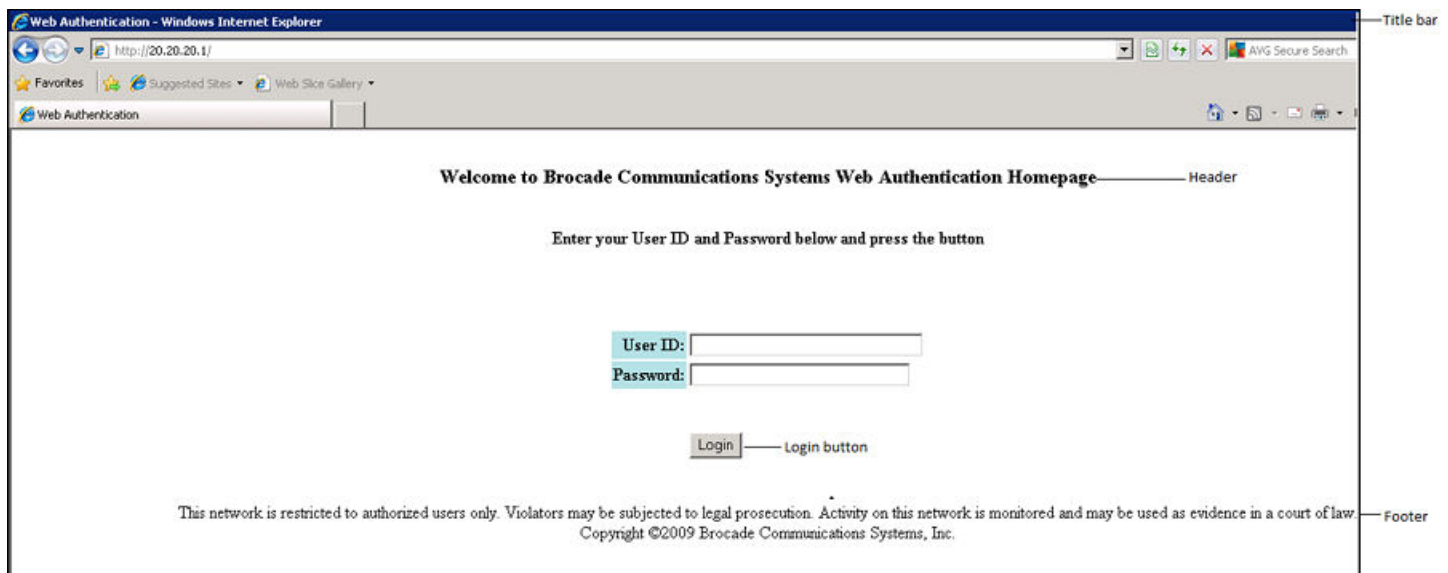 Web Authentication - Windows Internet Explorer
Title bar
http://20.20.20.1/
AVG Secure Search
Favorites
Suggested Sites
Web Slice Gallery
Web Authentication
Welcome to Brocade Communications Systems Web Authentication Homepage
Header
Enter your User ID and Password below and press the button
User ID:
Password:
Login
Login button
This network is restricted to authorized users only. Violators may be subjected to legal prosecution. Activity on this network is monitored and may be used as evidence in a court of law.
Footer
Copyright ©2009 Brocade Communications Systems, Inc.